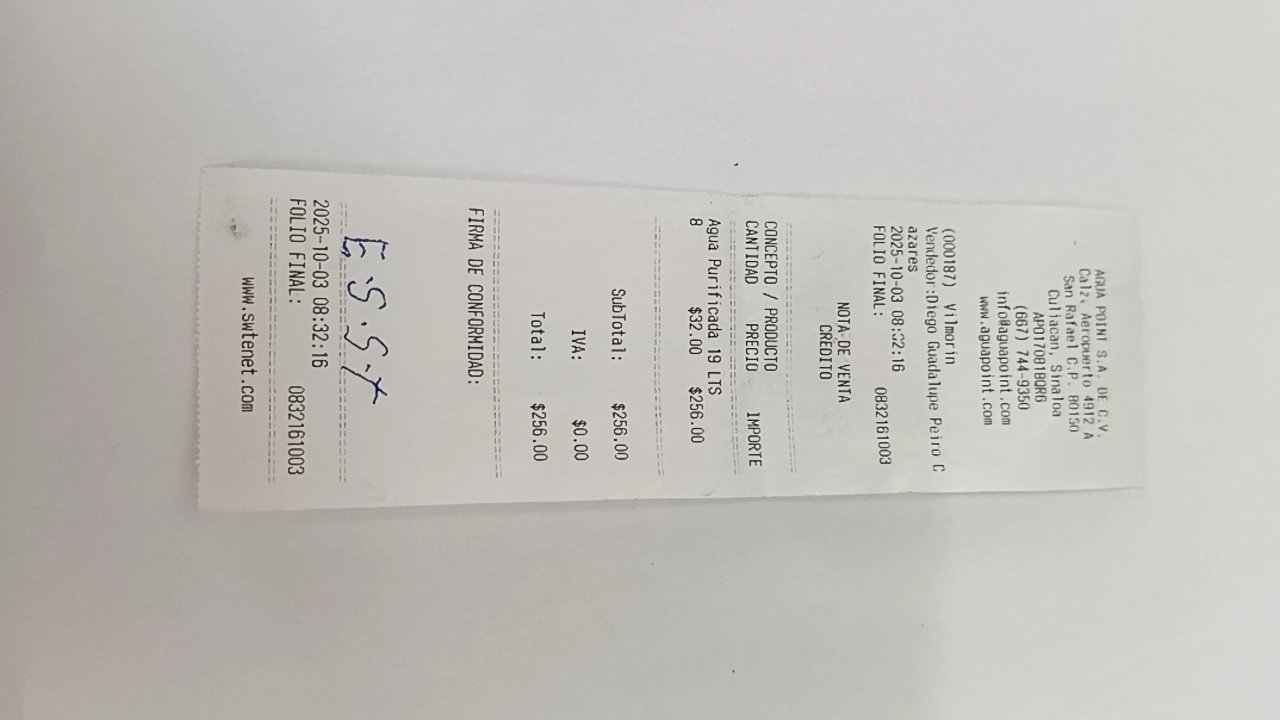 AGUA POINT S.A. DE C.V.
Calz. Aeropuerto 4912 A
San Rafael C.P. 80150
Culiacan, Sinaloa
APO170818QR6
(667) 744-9350
info@aguapoint.com
www.aguapoint.com
(000187) Vilmorin
Vendedor:Diego Guadalupe Peiro C
azares
2025-10-03 08:32:16
FOLIO FINAL: 0832161003
NOTA DE VENTA
CREDITO
CONCEPTO / PRODUCTO
CANTIDAD PRECIO IMPORTE
Agua Purificada 19 LTS
8 $32.00 $256.00
SubTotal: $256.00
IVA: $0.00
Total: $256.00
FIRMA DE CONFORMIDAD:
2025-10-03 08:32:16
FOLIO FINAL: 0832161003
www.swtenet.com